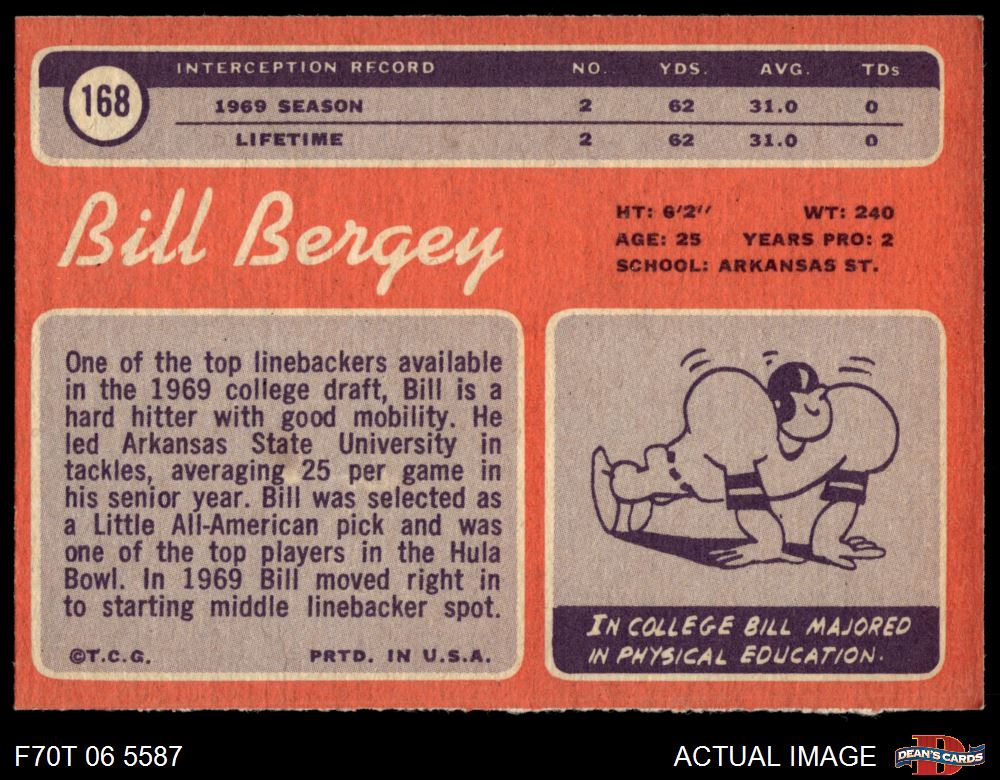 168
INTERCEPTION RECORD NO. YDS. AVG. TDs
1969 SEASON 2 62 31.0 0
LIFETIME 2 62 31.0 0
Bill Bergey
HT: 6'2" WT: 240
AGE: 25 YEARS PRO: 2
SCHOOL: ARKANSAS ST.
One of the top linebackers available
in the 1969 college draft, Bill is a
hard hitter with good mobility. He
led Arkansas State University in
tackles, averaging 25 per game in
his senior year. Bill was selected as
a Little All-American pick and was
one of the top players in the Hula
Bowl. In 1969 Bill moved right in
to starting middle linebacker spot.
©T.C.G. PRTD. IN U.S.A.
IN COLLEGE BILL MAJORED
IN PHYSICAL EDUCATION.
F70T 06 5587
ACTUAL IMAGE
D
DEAN'S CARDS